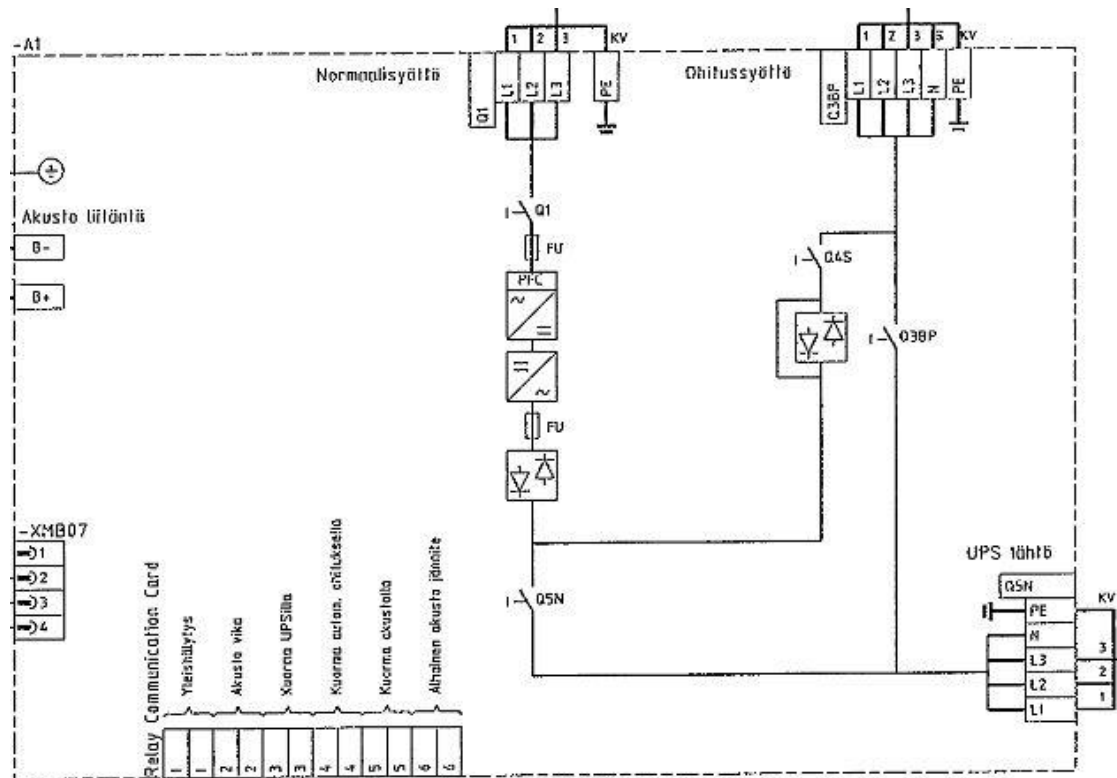 -A1
Normaalisyöttö
Ohitussyöttö
1 2 3 KV
1 2 3 5 KV
Q1
L1 L2 L3 PE
Q3BP
L1 L2 L3 N PE
Akusto liitäntä
B-
B+
I Q1
FU
PFC
I Q4S
I Q3BP
FU
-XMB07
1
2
3
4
I Q5N
UPS lähtö
Q5N
KV
PE
N
L3 3
L2 2
L1 1
Relay Communication Card
Yleishälytys
Akusto vika
Kuorma UPSilla
Kuorma autom. ohituksella
Kuorma akustolla
Alhainen akusto jännite
1 1 2 2 3 3 4 4 5 5 6 6